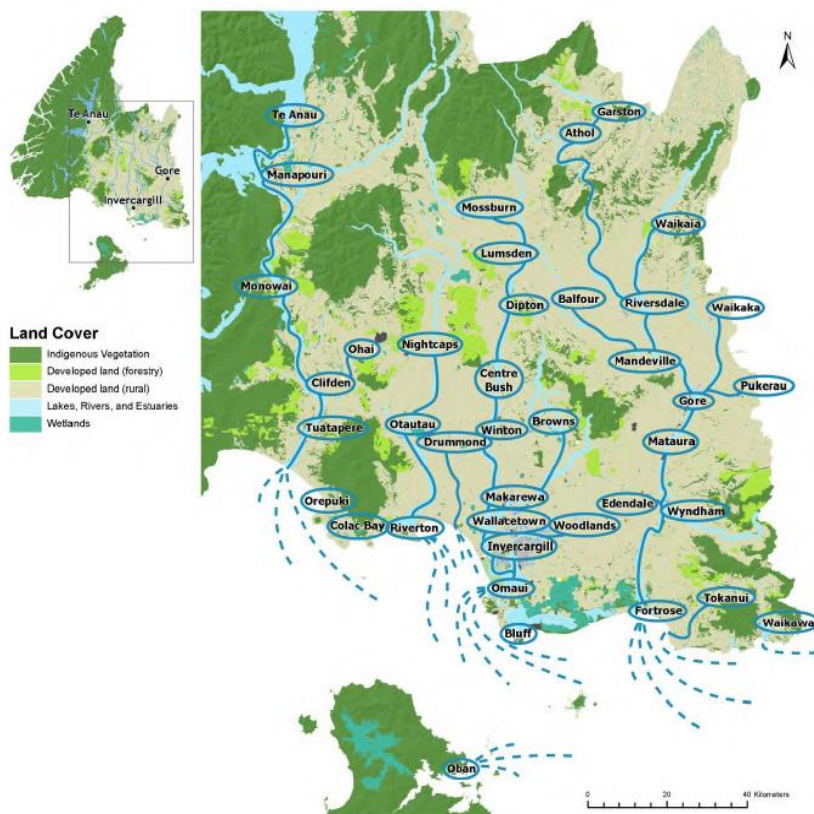 Te Anau
Gore
Invercargill
Land Cover
Indigenous Vegetation
Developed land (forestry)
Developed land (rural)
Lakes, Rivers, and Estuaries
Wetlands
N
Te Anau
Garston
Athol
Manapouri
Mossburn
Waikaia
Lumsden
Monowai
Dipton
Balfour
Riversdale
Waikaka
Ohai
Nightcaps
Mandeville
Clifden
Centre
Bush
Pukerau
Gore
Tuatapere
Otautau
Drummond
Winton
Browns
Mataura
Orepuki
Makarewa
Edendale
Wyndham
Colac Bay
Riverton
Wallacetown
Woodlands
Invercargill
Omaui
Tokanui
Fortrose
Waikawa
Bluff
Oban
0 20 40 Kilometers